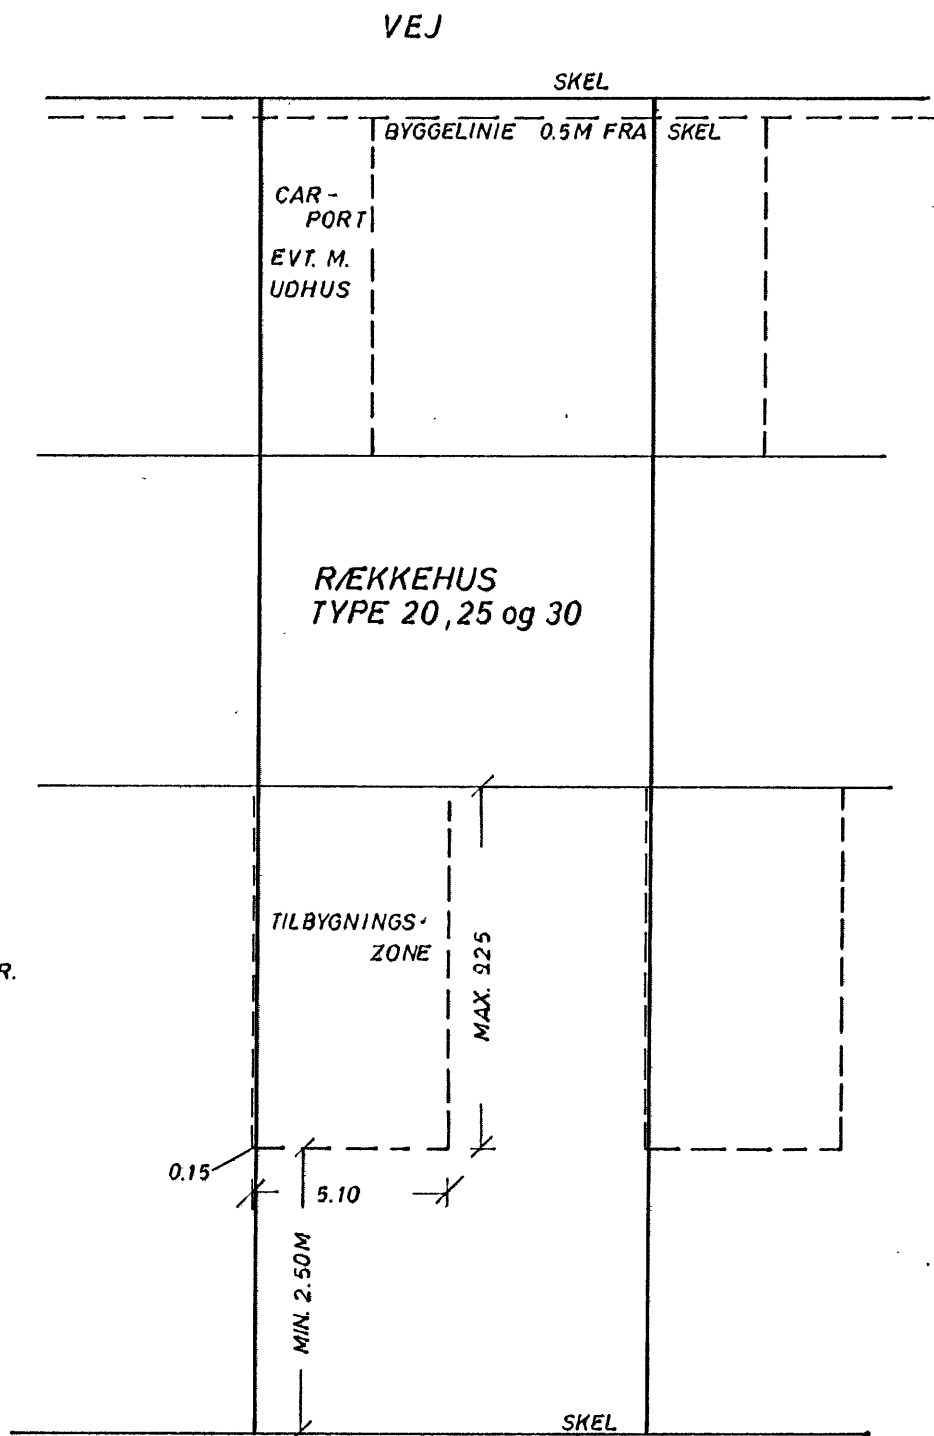 VEJ
SKEL
BYGGELINIE 0.5M FRA SKEL
CAR-
PORT
EVT. M.
UDHUS
RÆKKEHUS
TYPE 20, 25 og 30
TILBYGNINGS-
ZONE
R.
MAX. 925
0.15
5.10
MIN. 2.50M
SKEL